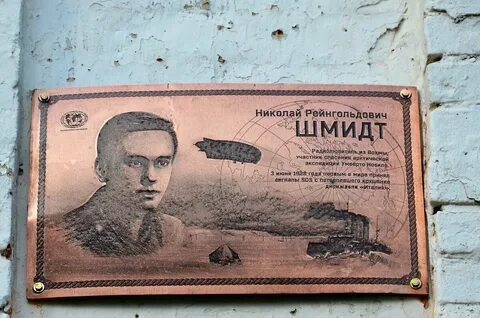 Николай Рейнгольдович
ШМИДТ
Радиолюбитель из Вохмы,
участник спасения арктической
экспедиции Умберто Нобиле.
3 июня 1928 года первым в мире принял
сигналы SOS с потерпевшего крушение
дирижабля «Италия»